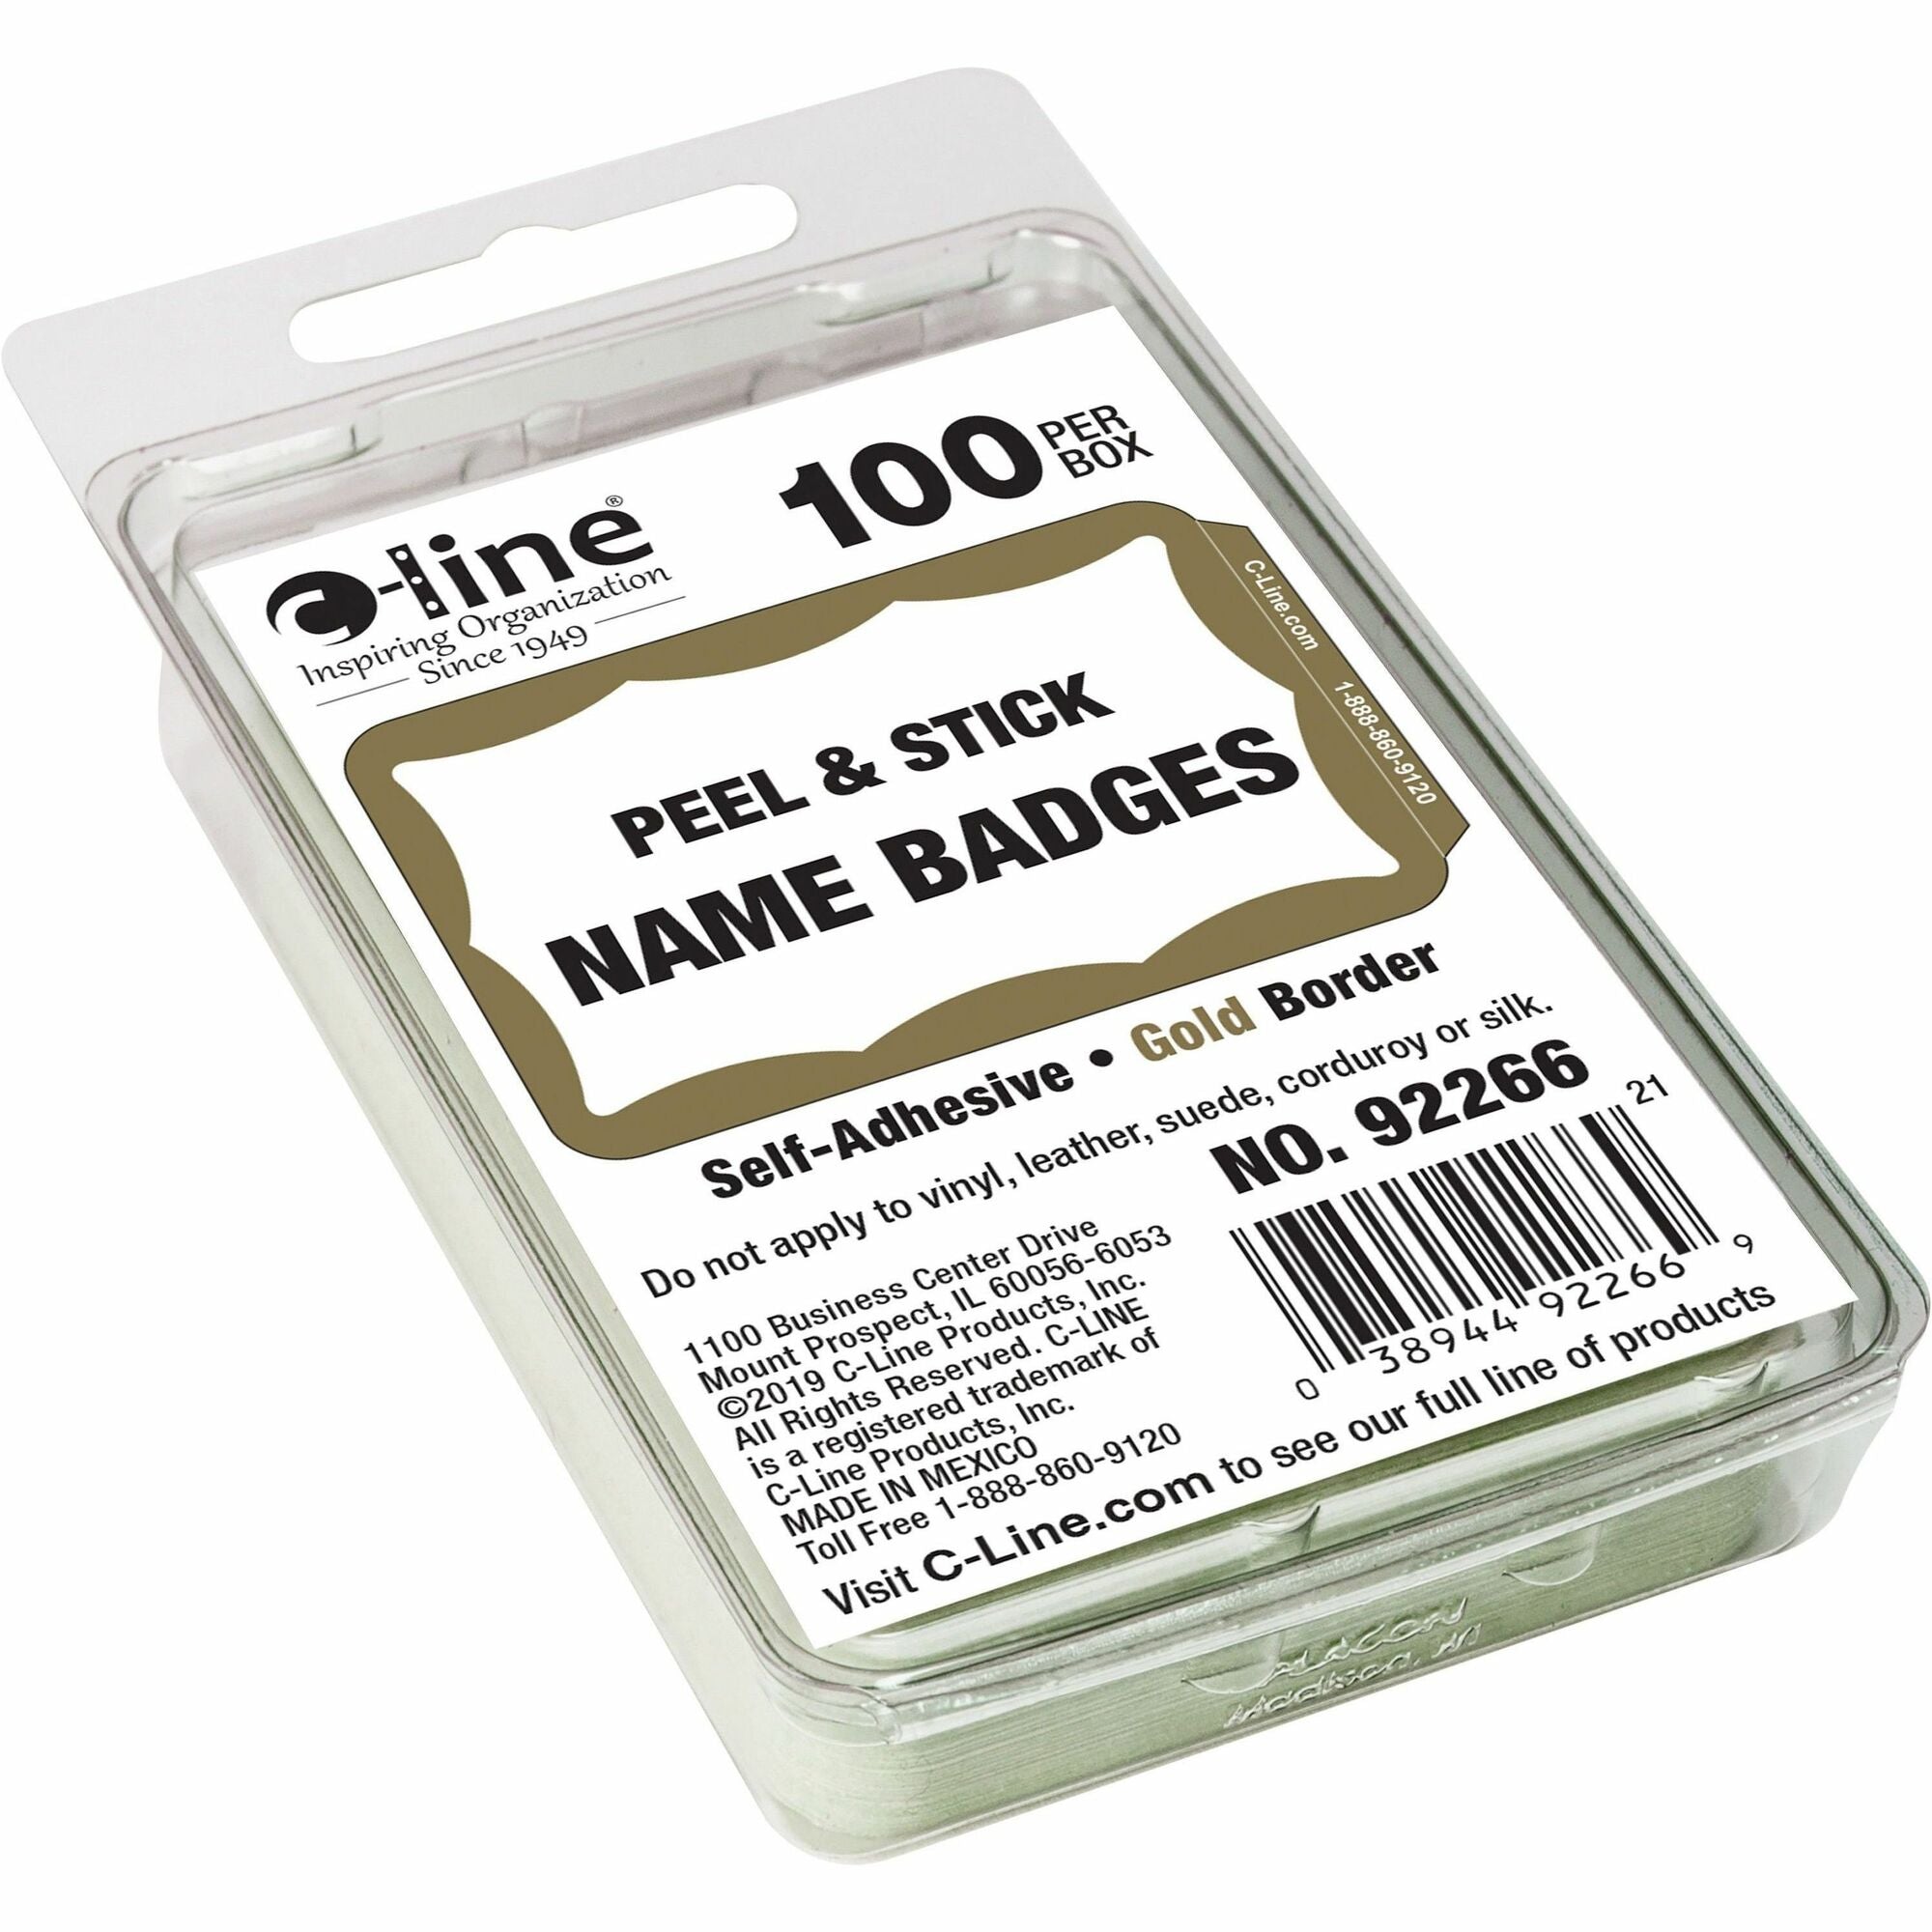 100 PER
BOX
C-line®
Inspiring Organization
Since 1949
C-Line.com 1-888-860-9120
PEEL & STICK
NAME BADGES
Self-Adhesive • Gold Border
Do not apply to vinyl, leather, suede, corduroy or silk.
NO. 92266
21
0 38944 92266 9
1100 Business Center Drive
Mount Prospect, IL 60056-6053
©2019 C-Line Products, Inc.
All Rights Reserved. C-LINE
is a registered trademark of
C-Line Products, Inc.
MADE IN MEXICO
Toll Free 1-888-860-9120
Visit C-Line.com to see our full line of products
Madison, WI